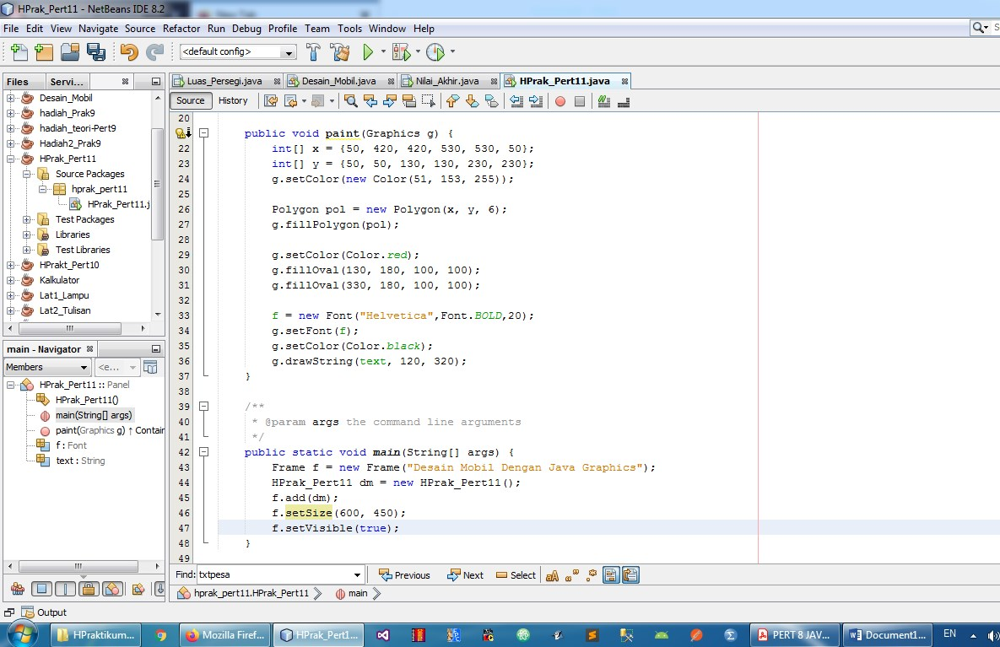 HPrak_Pert11 - NetBeans IDE 8.2
File Edit View Navigate Source Refactor Run Debug Profile Team Tools Window Help
<default config>
Files Servi...
Luas_Persegi.java Desain_Mobil.java Nilai_Akhir.java HPrak_Pert11.java
Source History
Desain_Mobil
hadiah_Prak9
hadiah_teori-Pert9
Hadiah2_Prak9
HPrak_Pert11
Source Packages
hprak_pert11
HPrak_Pert11.j
Test Packages
Libraries
Test Libraries
HPrakt_Pert10
Kalkulator
Lat1_Lampu
Lat2_Tulisan
main - Navigator
Members <e...
HPrak_Pert11 :: Panel
HPrak_Pert11()
main(String[] args)
paint(Graphics g) ↑ Contain
f : Font
text : String
20
public void paint(Graphics g) {
22 int[] x = {50, 420, 420, 530, 530, 50};
23 int[] y = {50, 50, 130, 130, 230, 230};
24 g.setColor(new Color(51, 153, 255));
25
26 Polygon pol = new Polygon(x, y, 6);
27 g.fillPolygon(pol);
28
29 g.setColor(Color.red);
30 g.fillOval(130, 180, 100, 100);
31 g.fillOval(330, 180, 100, 100);
32
33 f = new Font("Helvetica",Font.BOLD,20);
34 g.setFont(f);
35 g.setColor(Color.black);
36 g.drawString(text, 120, 320);
37 }
38
39 /**
40 * @param args the command line arguments
41 */
42 public static void main(String[] args) {
43 Frame f = new Frame("Desain Mobil Dengan Java Graphics");
44 HPrak_Pert11 dm = new HPrak_Pert11();
45 f.add(dm);
46 f.setSize(600, 450);
47 f.setVisible(true);
48 }
49
Find: txtpesa Previous Next Select
hprak_pert11.HPrak_Pert11 main
Output
HPraktikum... Mozilla Firef... HPrak_Pert1... PERT 8 JAV... Document1... EN